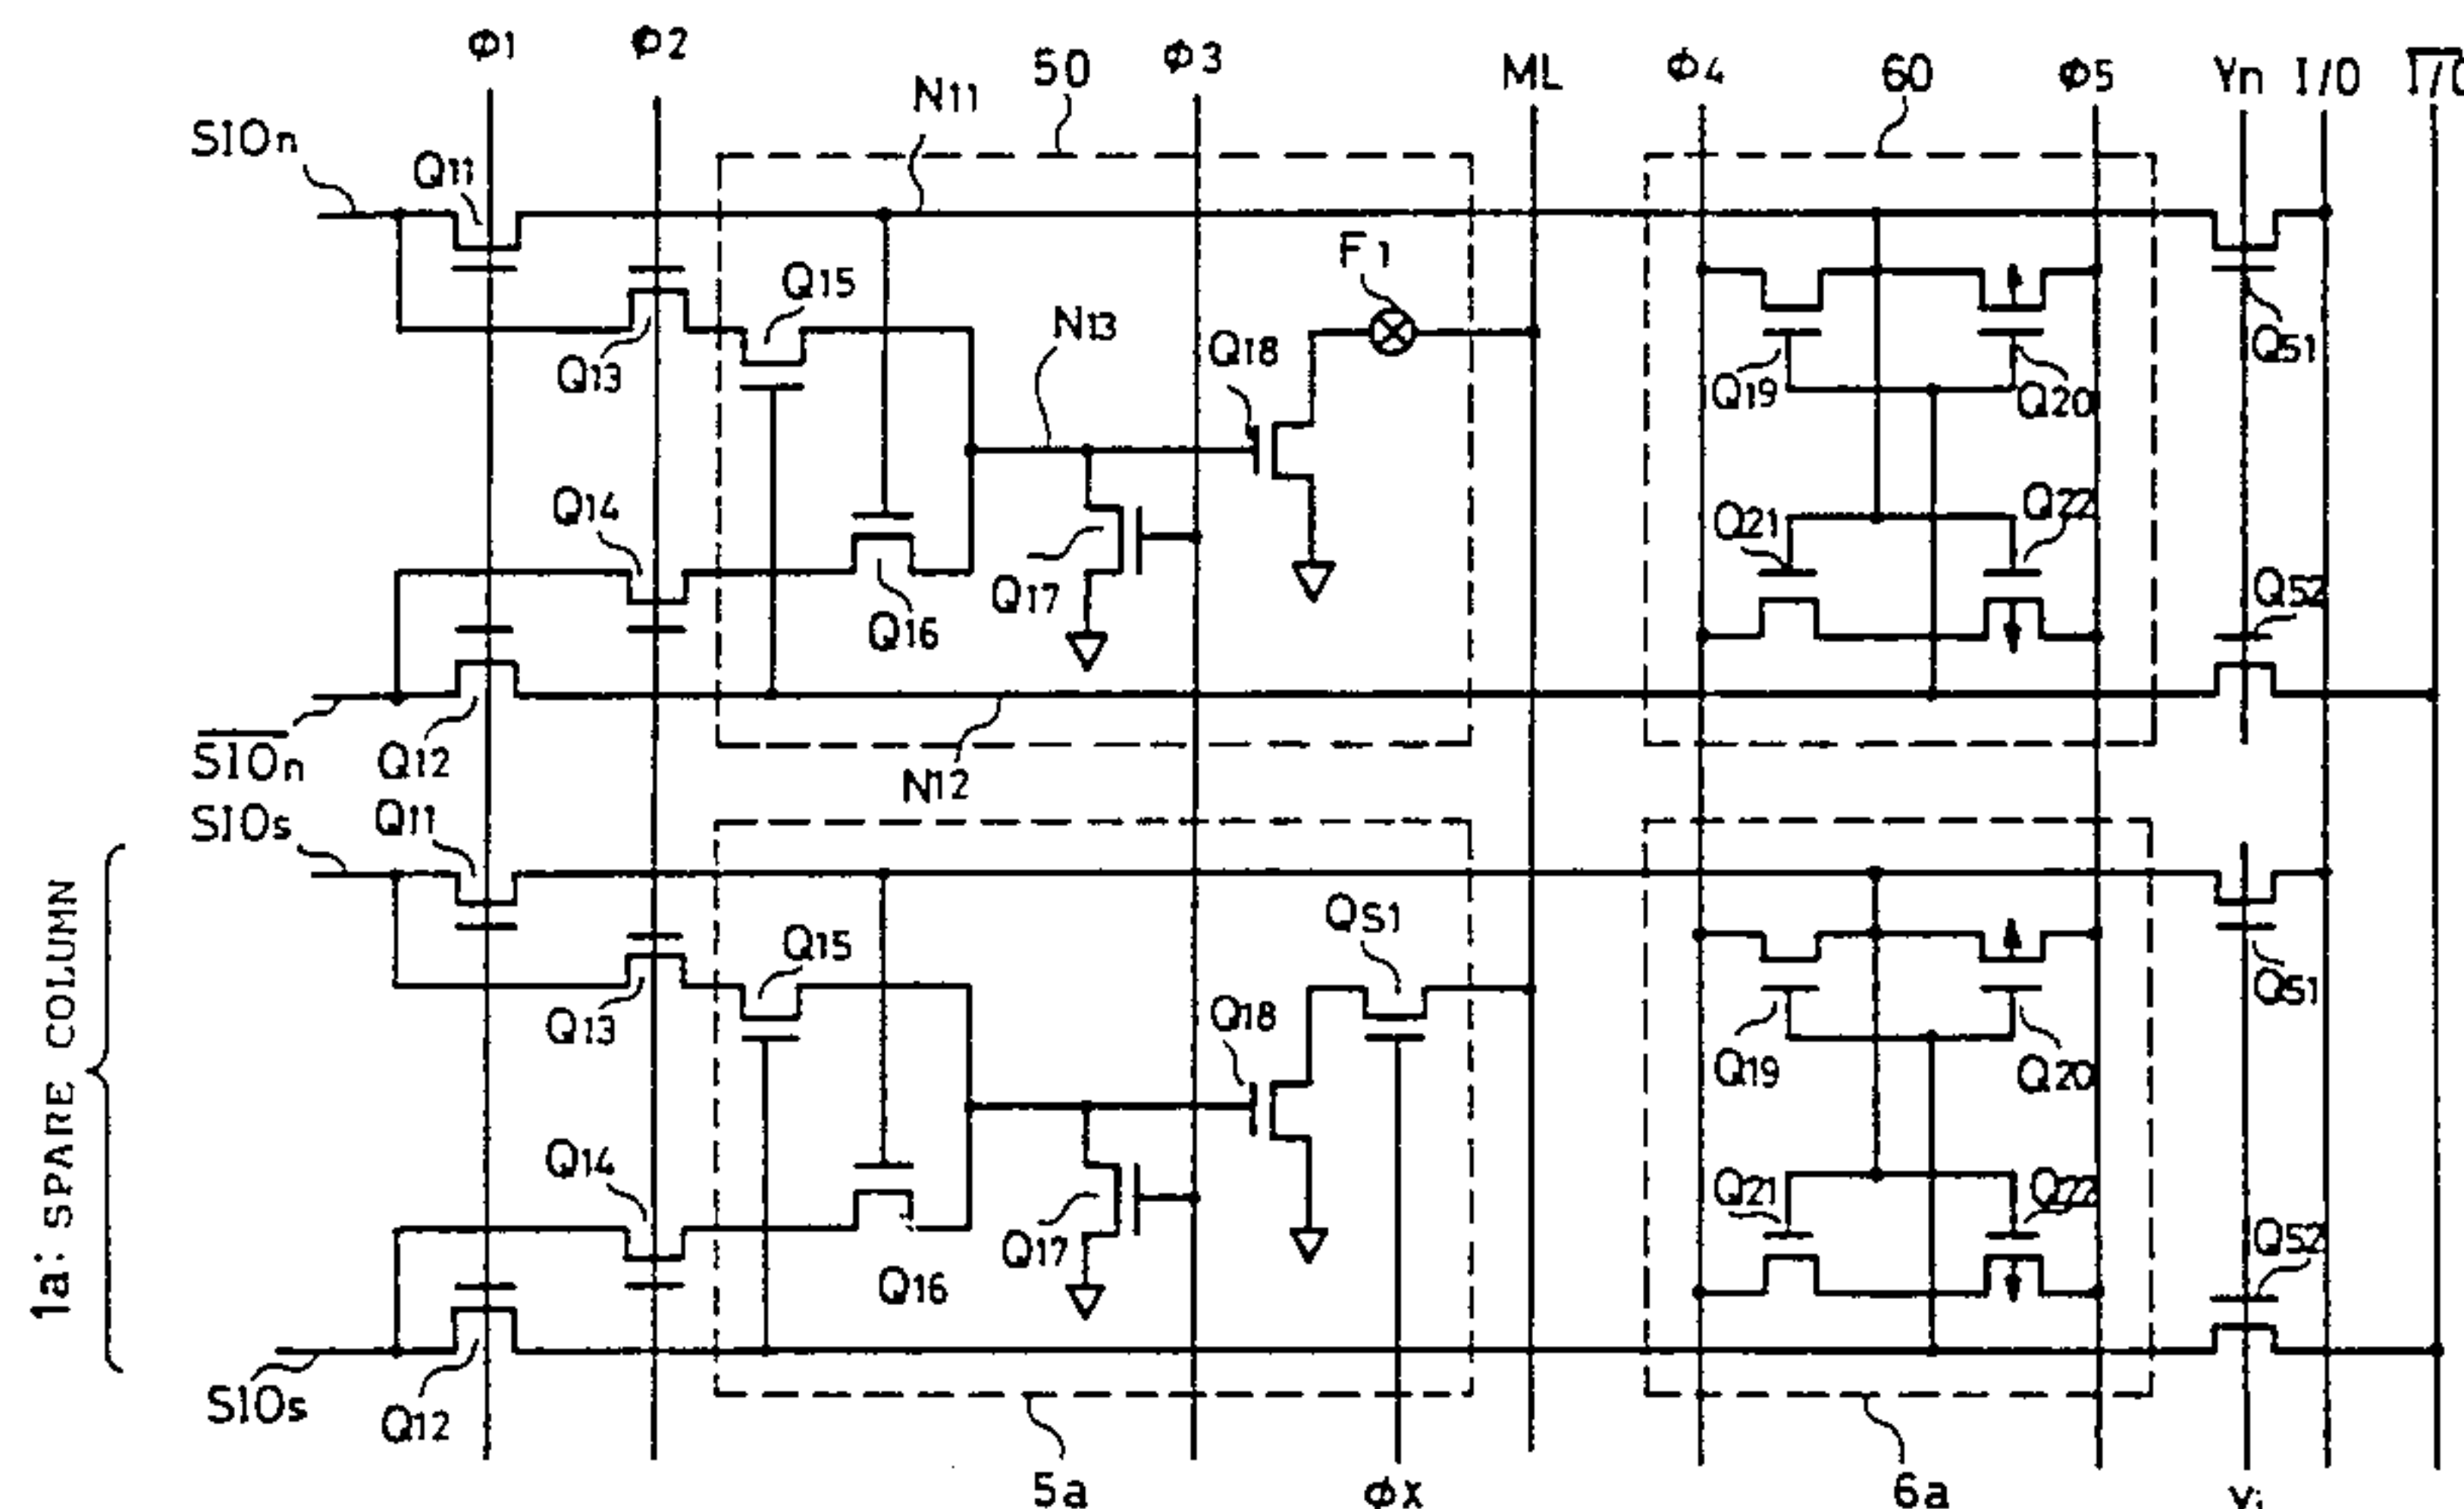 Φ1 Φ2 N11 50 Φ3 ML Φ4 60 Φ5 Yn I/O I/O
SIOn Q11
F1
Q15 Q51
Q13 N13 Q18 Q19 Q20
Q14 Q21 Q22
Q17 Q16 Q52
SIOn Q12 N12
SIOs Q11
Q15 QS1 Q51
Q13 Q18 Q19 Q20
Q14 Q21 Q22
Q17 Q16 Q52
SIOs Q12
1a: SPARE COLUMN
5a ΦX 6a